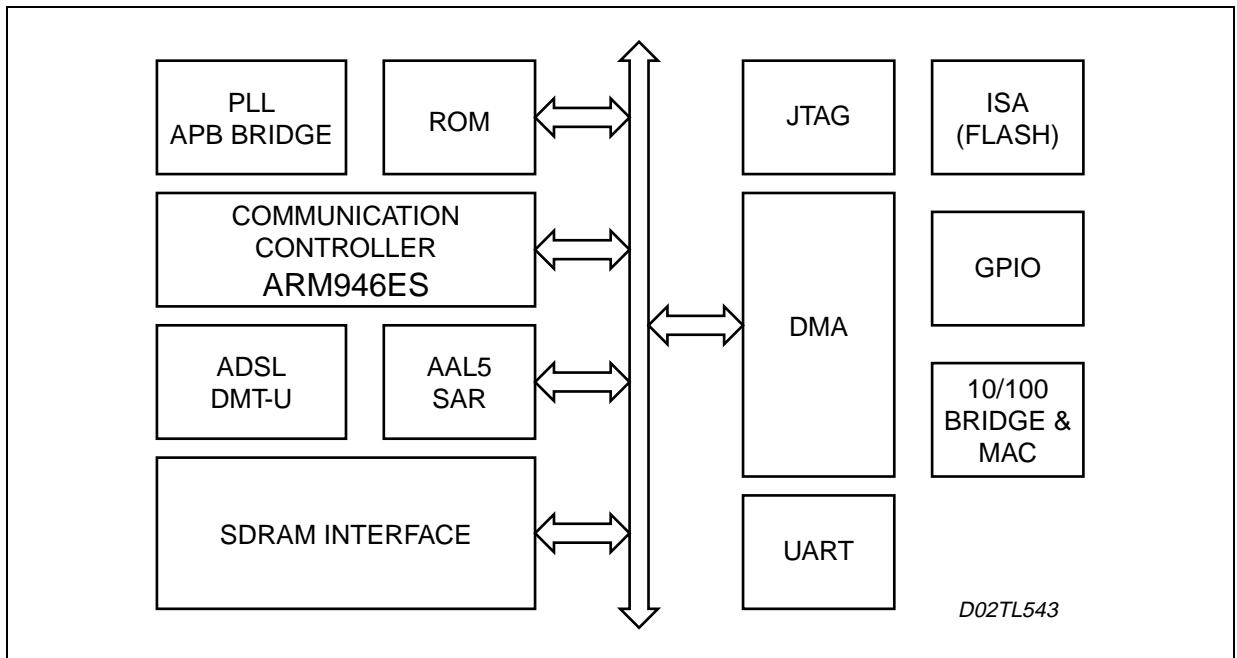 PLL
APB BRIDGE
ROM
JTAG
ISA
(FLASH)
COMMUNICATION
CONTROLLER
ARM946ES
DMA
GPIO
ADSL
DMT-U
AAL5
SAR
10/100
BRIDGE &
MAC
SDRAM INTERFACE
UART
D02TL543